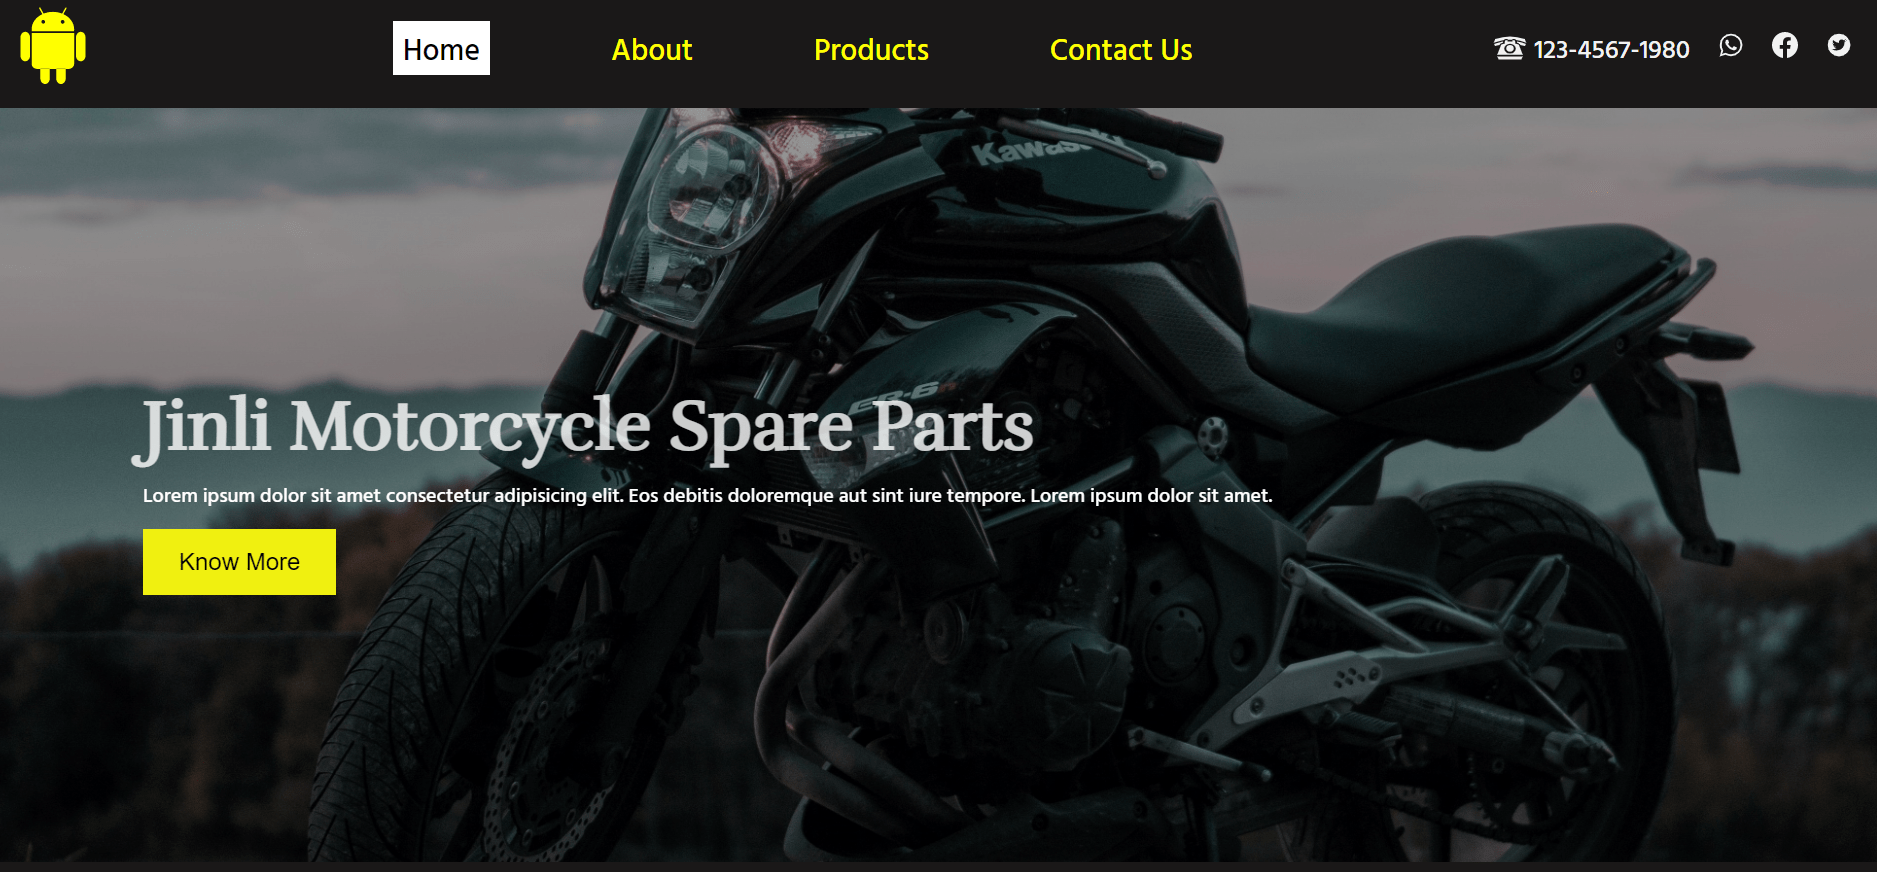 Home
About
Products
Contact Us
123-4567-1980
Kawasaki
ER-6n
Jinli Motorcycle Spare Parts
Lorem ipsum dolor sit amet consectetur adipisicing elit. Eos debitis doloremque aut sint iure tempore. Lorem ipsum dolor sit amet.
Know More